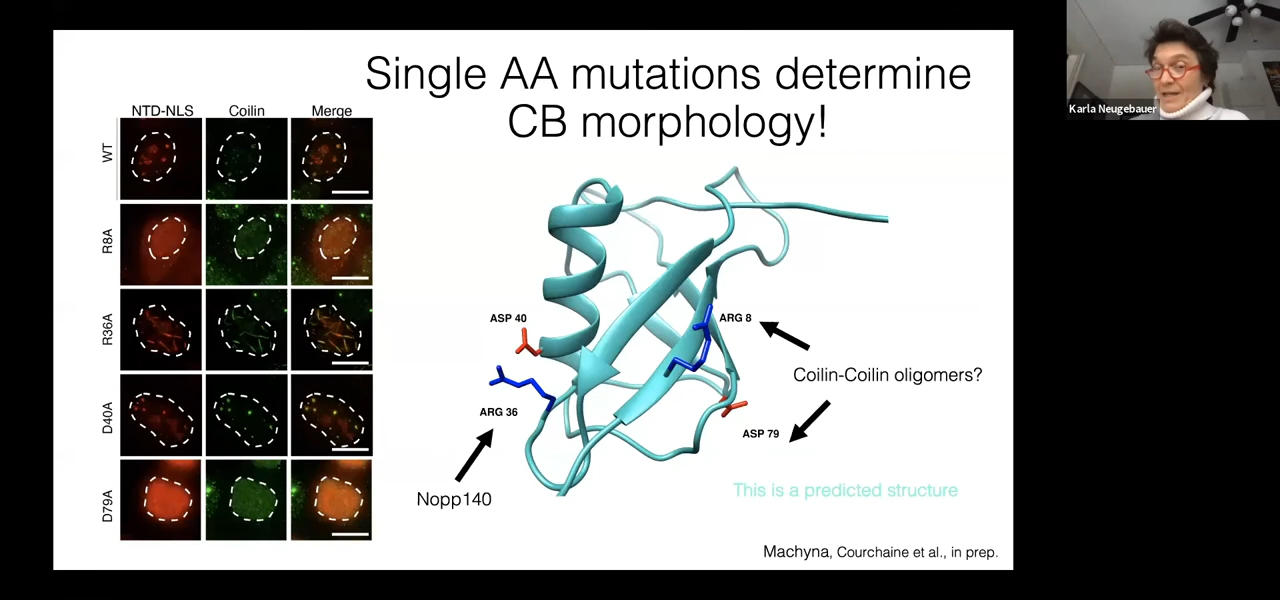 Single AA mutations determine
CB morphology!
NTD-NLS Coilin Merge
WT
R8A
R36A
D40A
D79A
ASP 40
ARG 8
ARG 36
ASP 79
Coilin-Coilin oligomers?
Nopp140
This is a predicted structure
Machyna, Courchaine et al., in prep.
Karla Neugebauer